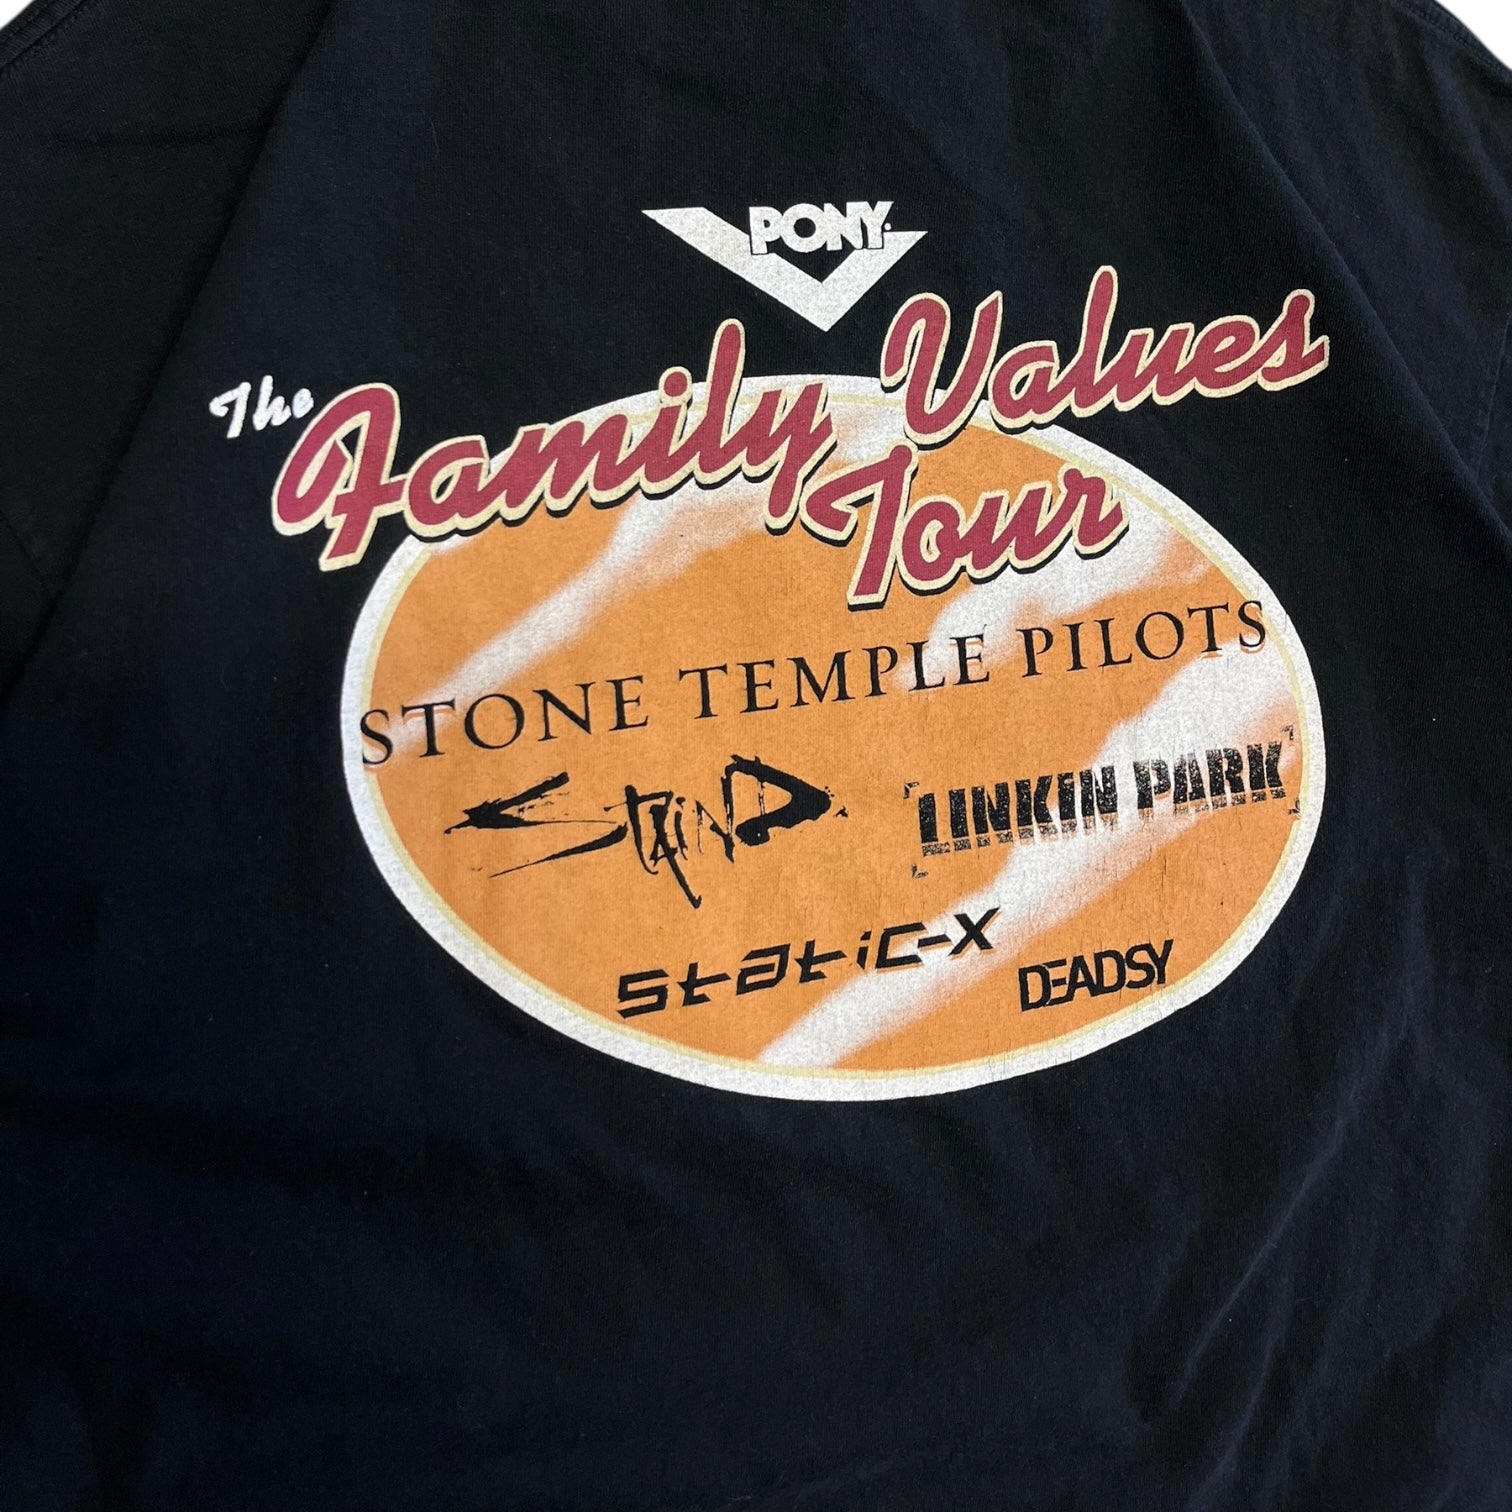 PONY.
The Family Values
Tour
STONE TEMPLE PILOTS
STAIND [LINKIN PARK]
static-x DEADSY